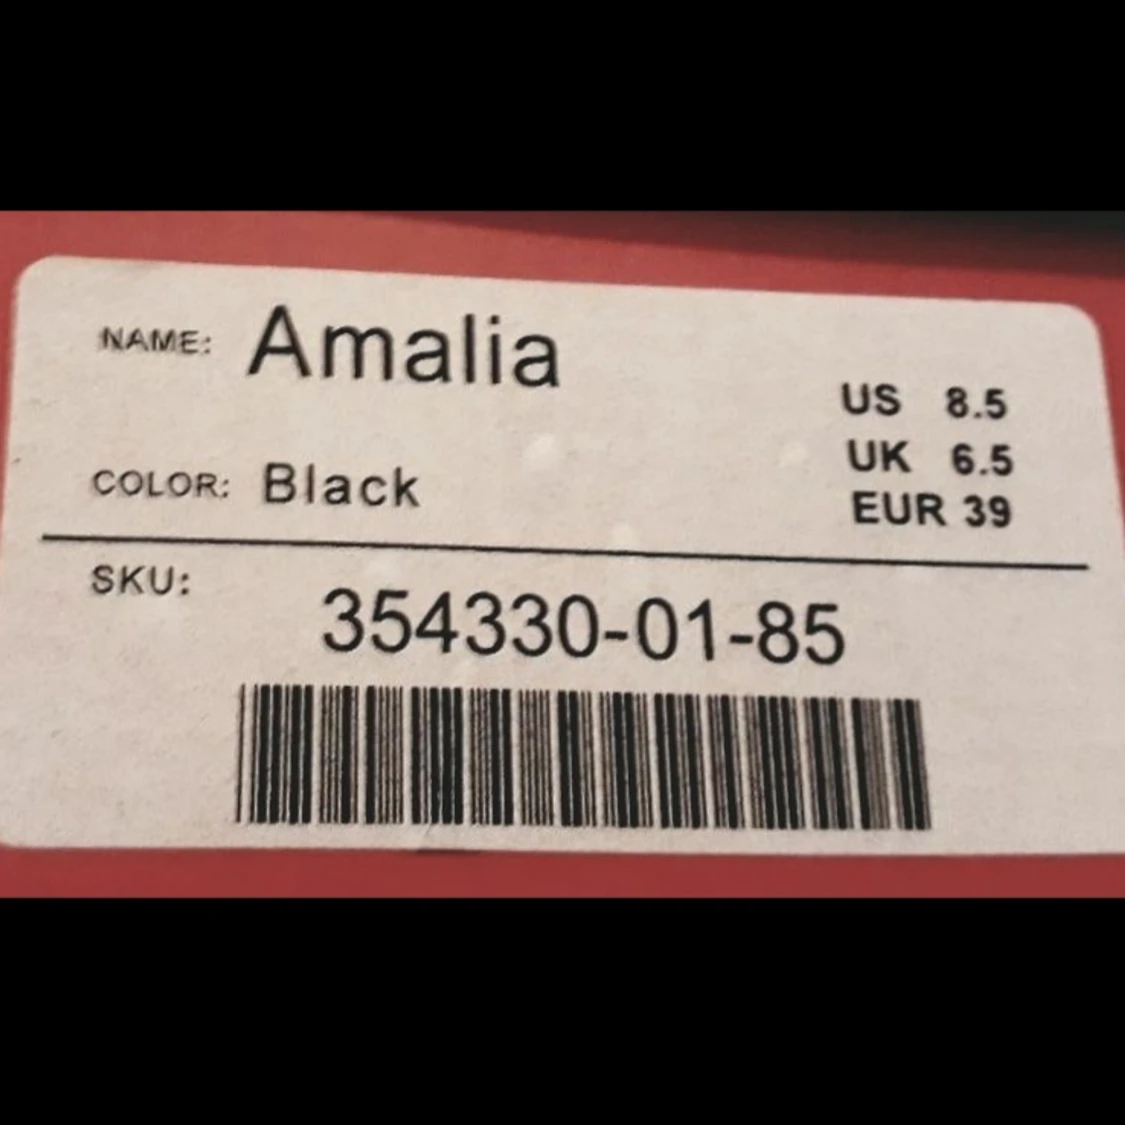 NAME: Amalia
COLOR: Black
US 8.5
UK 6.5
EUR 39
SKU:
354330-01-85